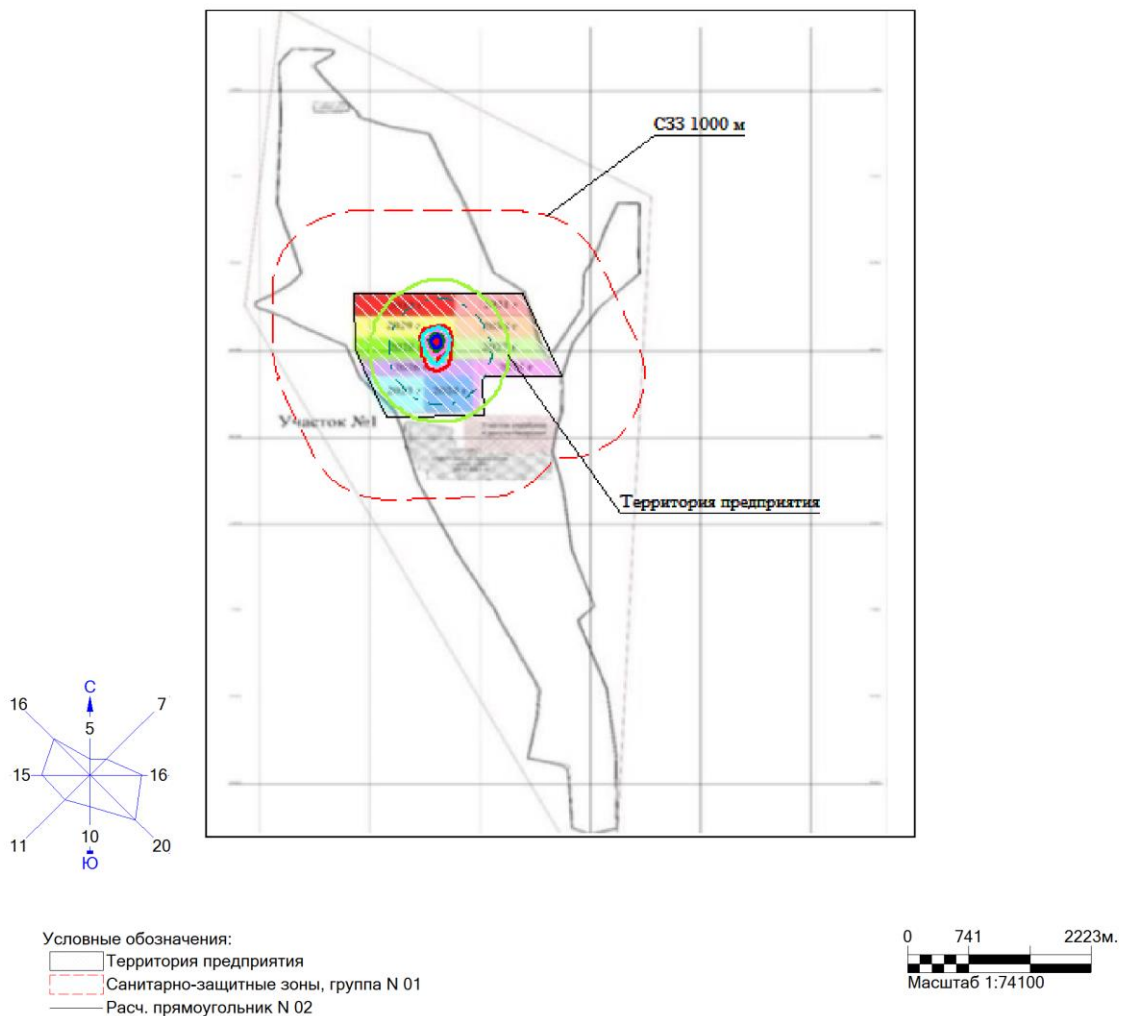 СЗЗ 1000 м
Участок №1
Территория предприятия
С
16
7
5
15
16
11
10
20
Ю
Условные обозначения:
Территория предприятия
Санитарно-защитные зоны, группа N 01
Расч. прямоугольник N 02
0 741 2223м.
Масштаб 1:74100